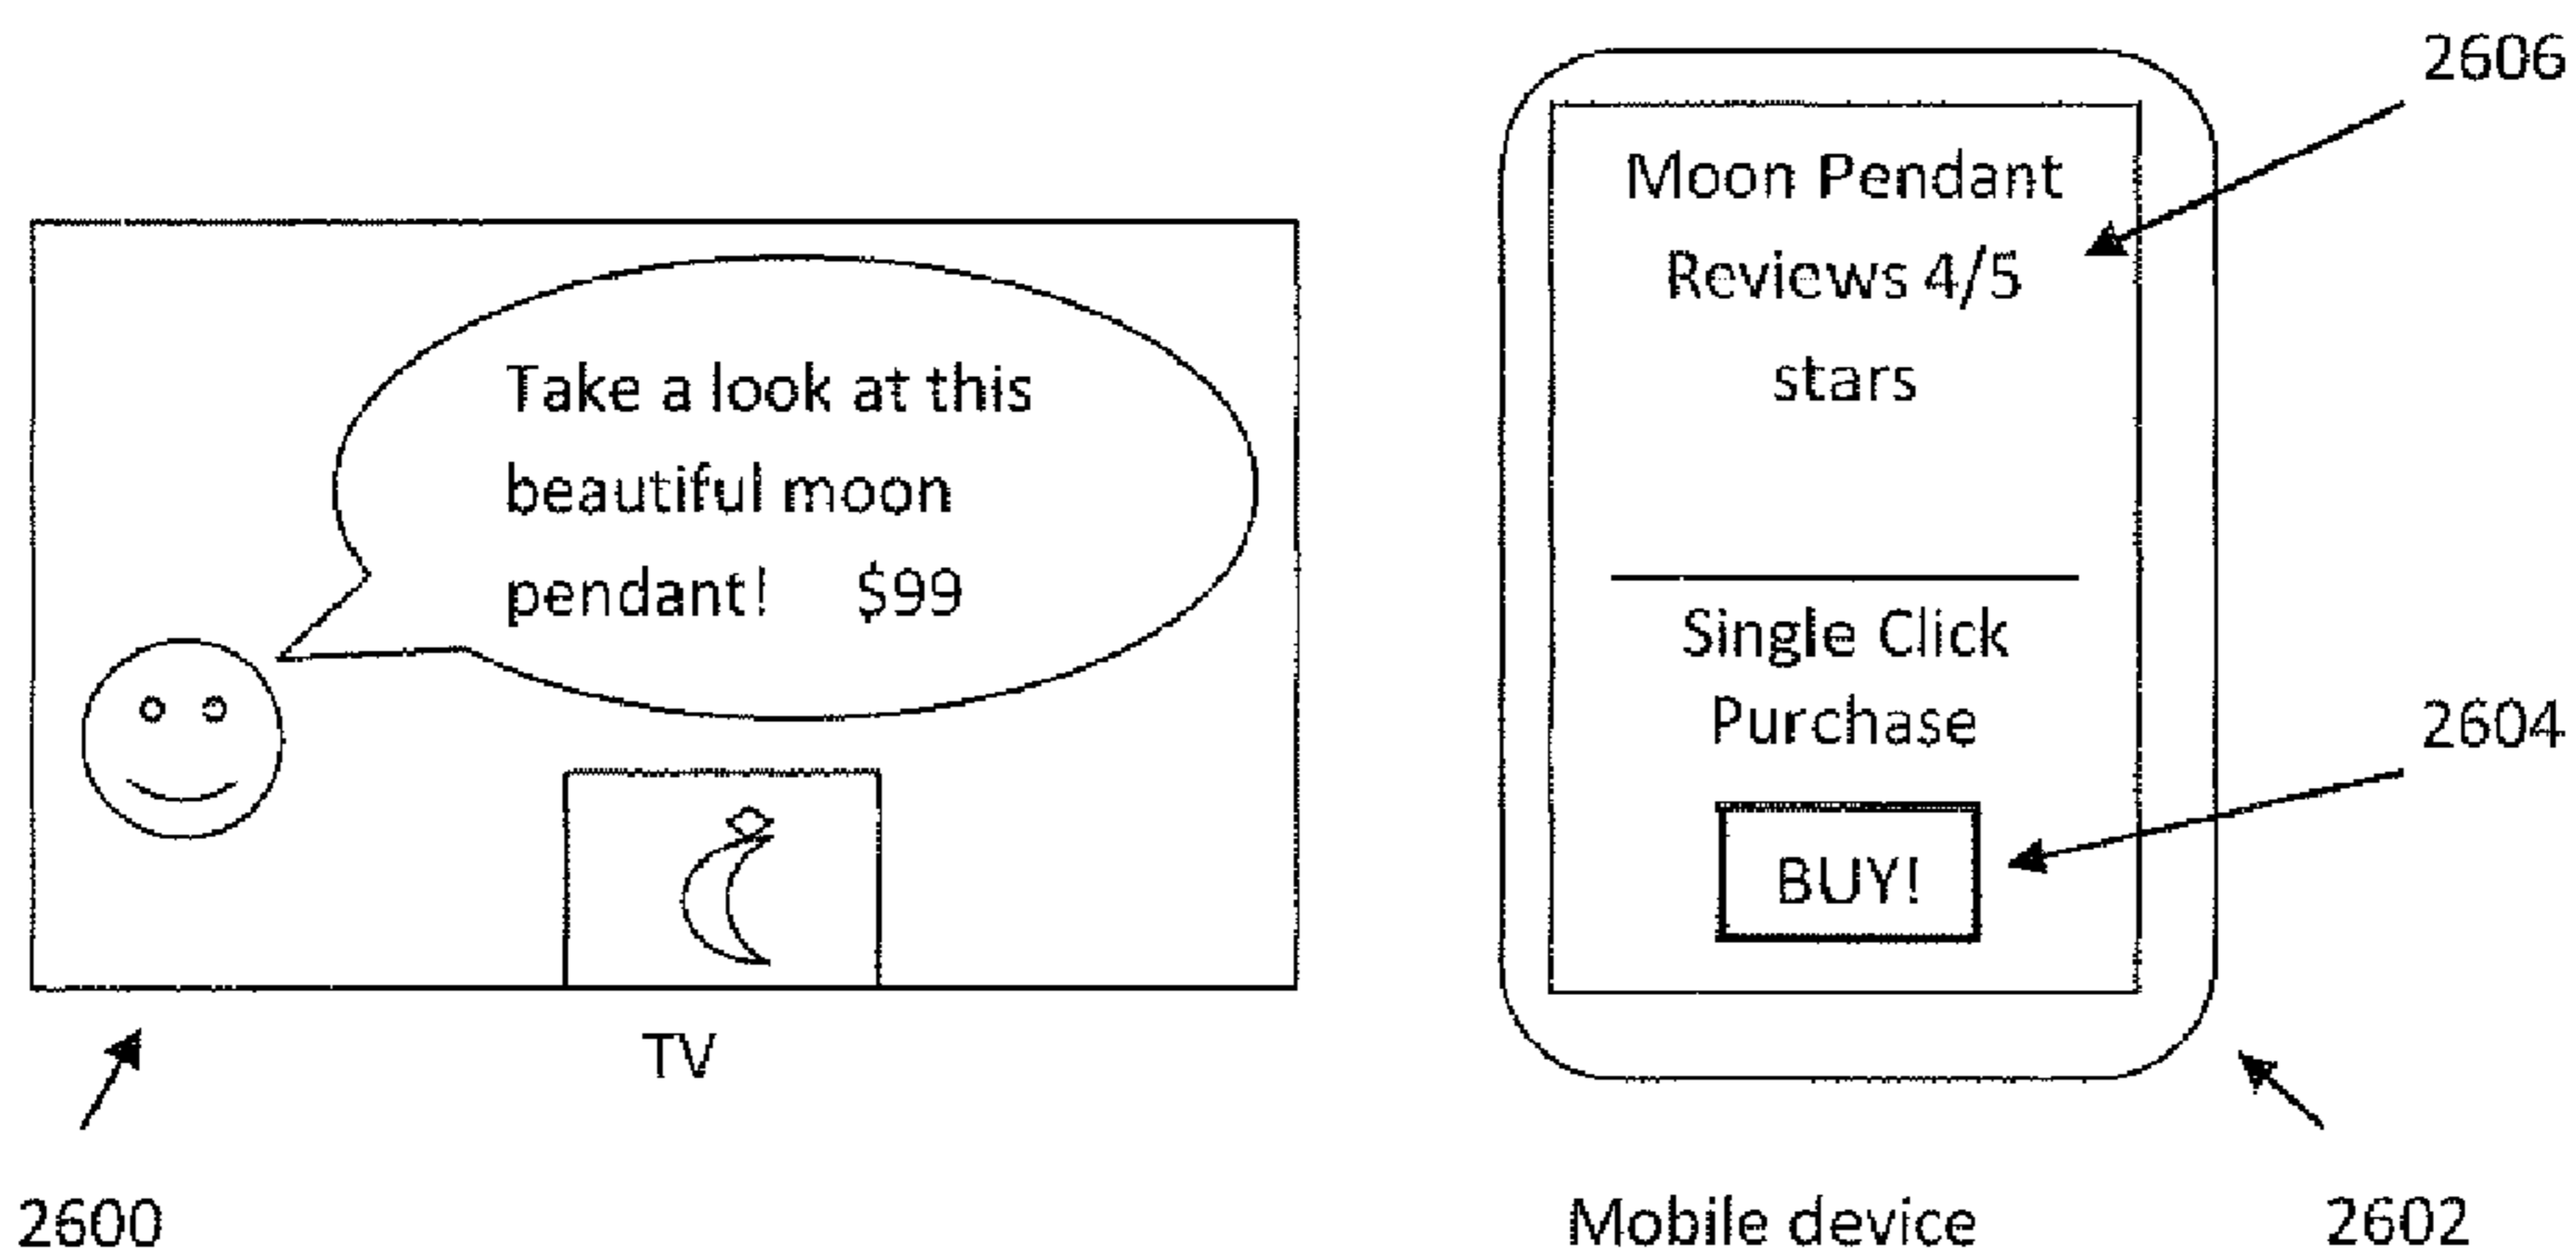 Take a look at this
beautiful moon
pendant! $99
TV
2600
Moon Pendant
Reviews 4/5
stars
Single Click
Purchase
BUY!
2606
2604
Mobile device
2602